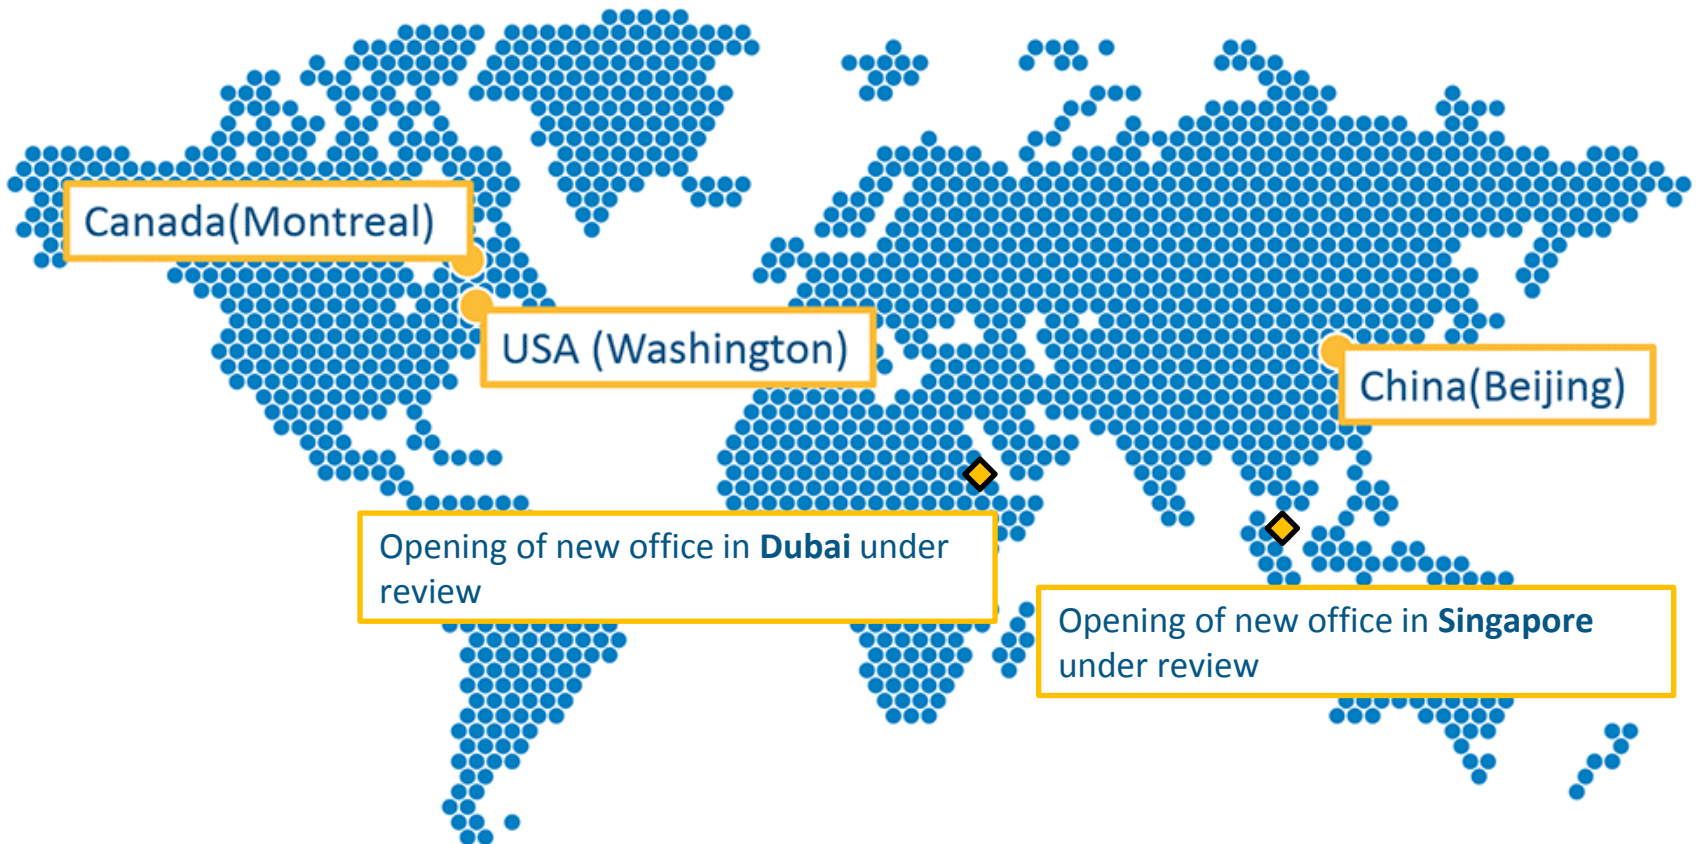 Canada(Montreal)
USA (Washington)
China(Beijing)
Opening of new office in Dubai under
review
Opening of new office in Singapore
under review